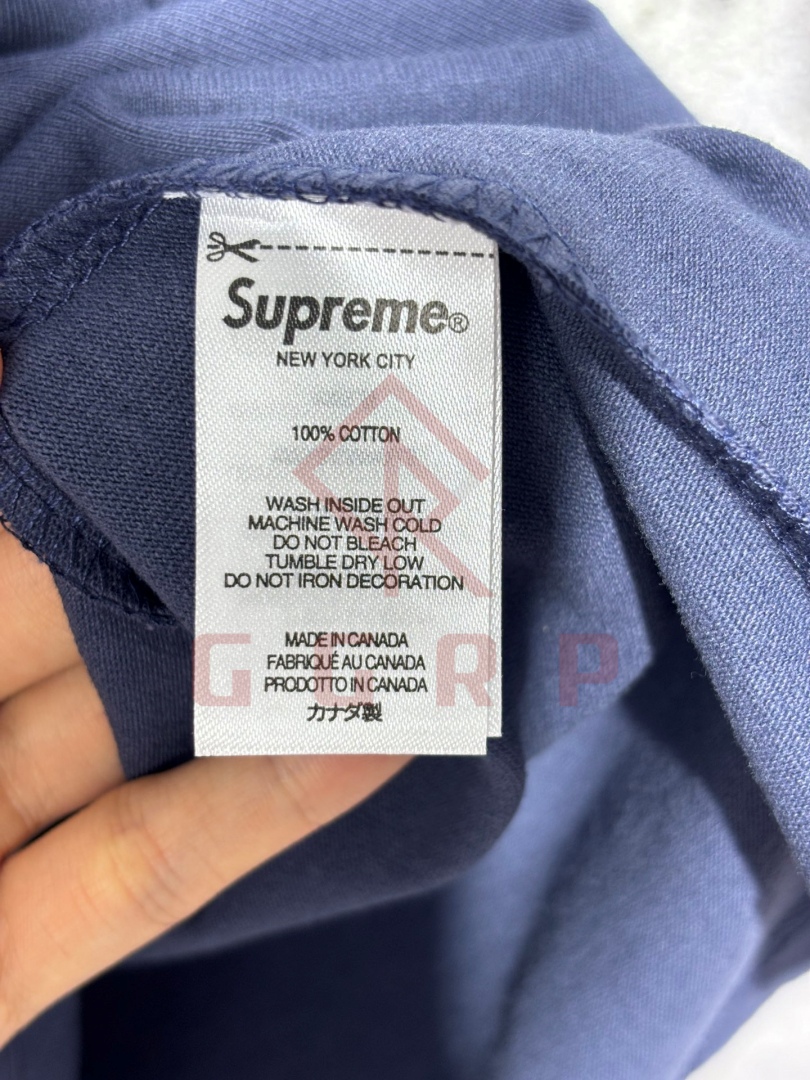 Supreme®
NEW YORK CITY
100% COTTON
WASH INSIDE OUT
MACHINE WASH COLD
DO NOT BLEACH
TUMBLE DRY LOW
DO NOT IRON DECORATION
MADE IN CANADA
FABRIQUÉ AU CANADA
PRODOTTO IN CANADA
カナダ製
GURP